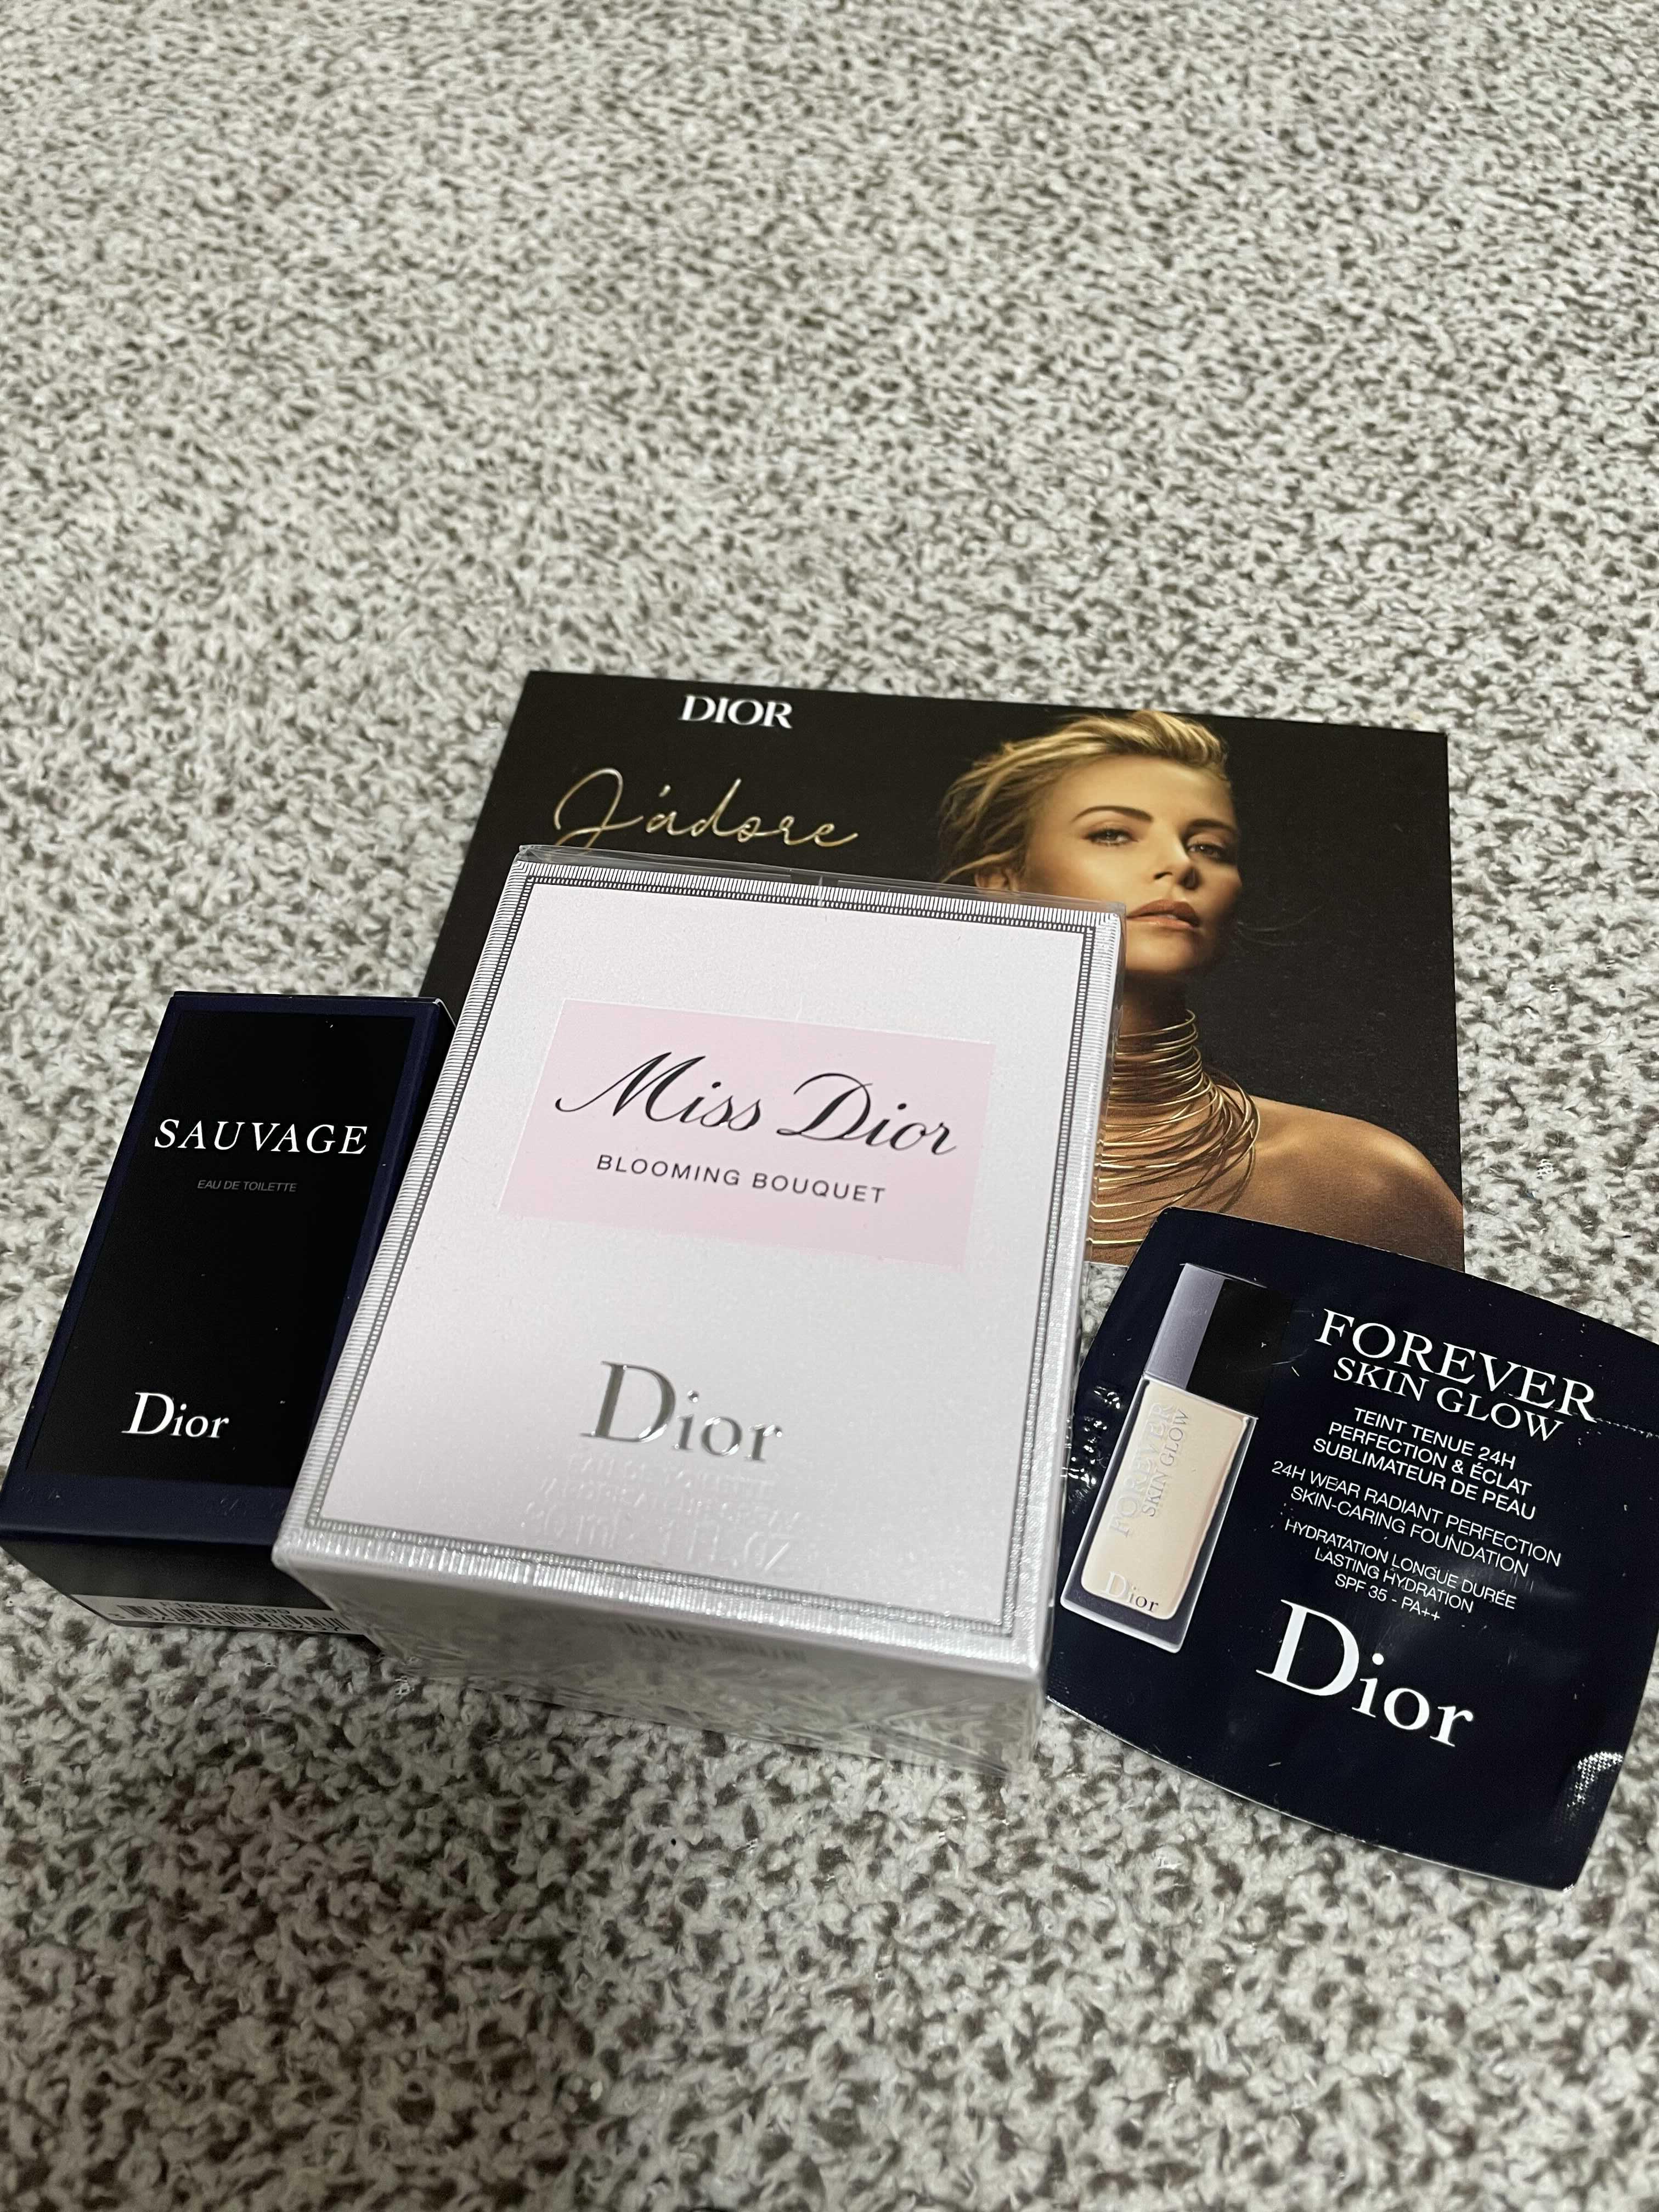 DIOR
J'adore
SAUVAGE
EAU DE TOILETTE
Dior
Miss Dior
BLOOMING BOUQUET
Dior
FOREVER
SKIN GLOW
TEINT TENUE 24H
PERFECTION & ÉCLAT
SUBLIMATEUR DE PEAU
24H WEAR RADIANT PERFECTION
SKIN-CARING FOUNDATION
HYDRATATION LONGUE DURÉE
LASTING HYDRATION
SPF 35 - PA++
Dior
FOREVER
SKIN GLOW
Dior